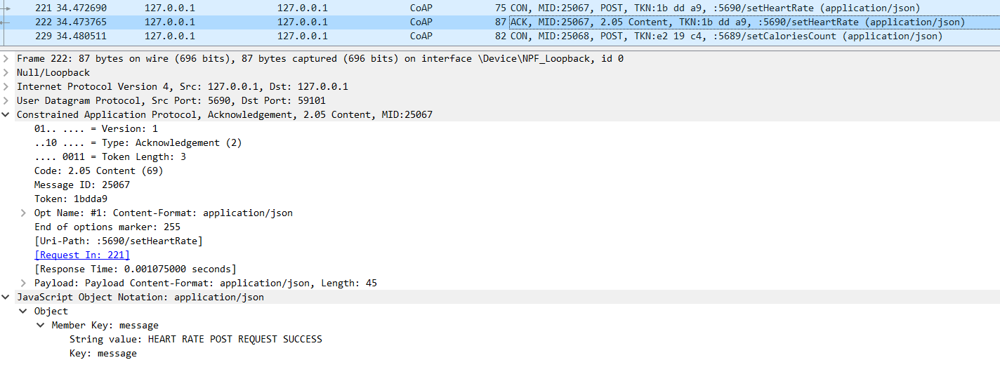 221 34.472690 127.0.0.1 127.0.0.1 CoAP 75 CON, MID:25067, POST, TKN:1b dd a9, :5690/setHeartRate (application/json)
222 34.473765 127.0.0.1 127.0.0.1 CoAP 87 ACK, MID:25067, 2.05 Content, TKN:1b dd a9, :5690/setHeartRate (application/json)
229 34.480511 127.0.0.1 127.0.0.1 CoAP 82 CON, MID:25068, POST, TKN:e2 19 c4, :5689/setCaloriesCount (application/json)
Frame 222: 87 bytes on wire (696 bits), 87 bytes captured (696 bits) on interface \Device\NPF_Loopback, id 0
Null/Loopback
Internet Protocol Version 4, Src: 127.0.0.1, Dst: 127.0.0.1
User Datagram Protocol, Src Port: 5690, Dst Port: 59101
Constrained Application Protocol, Acknowledgement, 2.05 Content, MID:25067
01.. .... = Version: 1
..10 .... = Type: Acknowledgement (2)
.... 0011 = Token Length: 3
Code: 2.05 Content (69)
Message ID: 25067
Token: 1bdda9
Opt Name: #1: Content-Format: application/json
End of options marker: 255
[Uri-Path: :5690/setHeartRate]
[Request In: 221]
[Response Time: 0.001075000 seconds]
Payload: Payload Content-Format: application/json, Length: 45
JavaScript Object Notation: application/json
Object
Member Key: message
String value: HEART RATE POST REQUEST SUCCESS
Key: message